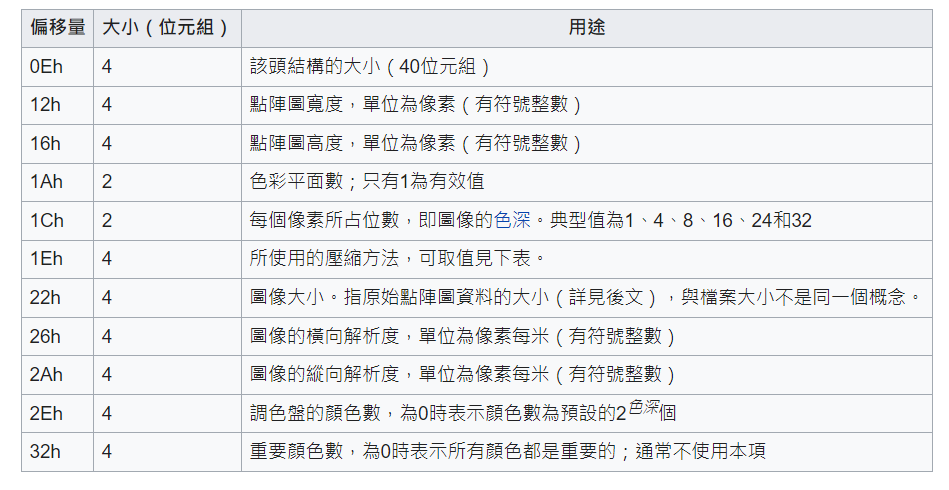 偏移量 大小（位元組） 用途
0Eh 4 該頭結構的大小（40位元組）
12h 4 點陣圖寬度，單位為像素（有符號整數）
16h 4 點陣圖高度，單位為像素（有符號整數）
1Ah 2 色彩平面數；只有1為有效值
1Ch 2 每個像素所占位數，即圖像的色深。典型值為1、4、8、16、24和32
1Eh 4 所使用的壓縮方法，可取值見下表。
22h 4 圖像大小。指原始點陣圖資料的大小（詳見後文），與檔案大小不是同一個概念。
26h 4 圖像的橫向解析度，單位為像素每米（有符號整數）
2Ah 4 圖像的縱向解析度，單位為像素每米（有符號整數）
2Eh 4 調色盤的顏色數，為0時表示顏色數為預設的2色深個
32h 4 重要顏色數，為0時表示所有顏色都是重要的；通常不使用本項